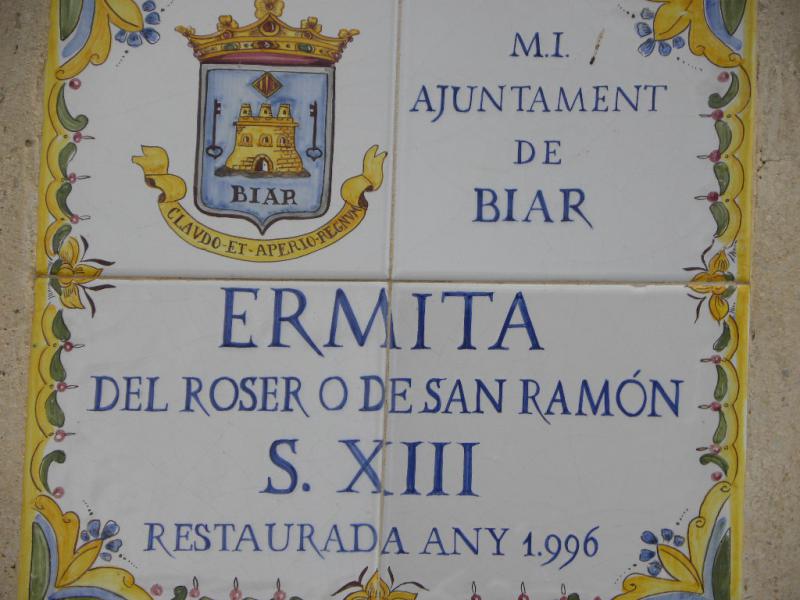 BIAR
CLAVDO-ET-APERIO-REGNVM
M.I.
AJUNTAMENT
DE
BIAR
ERMITA
DEL ROSER O DE SAN RAMÓN
S. XIII
RESTAURADA ANY 1.996